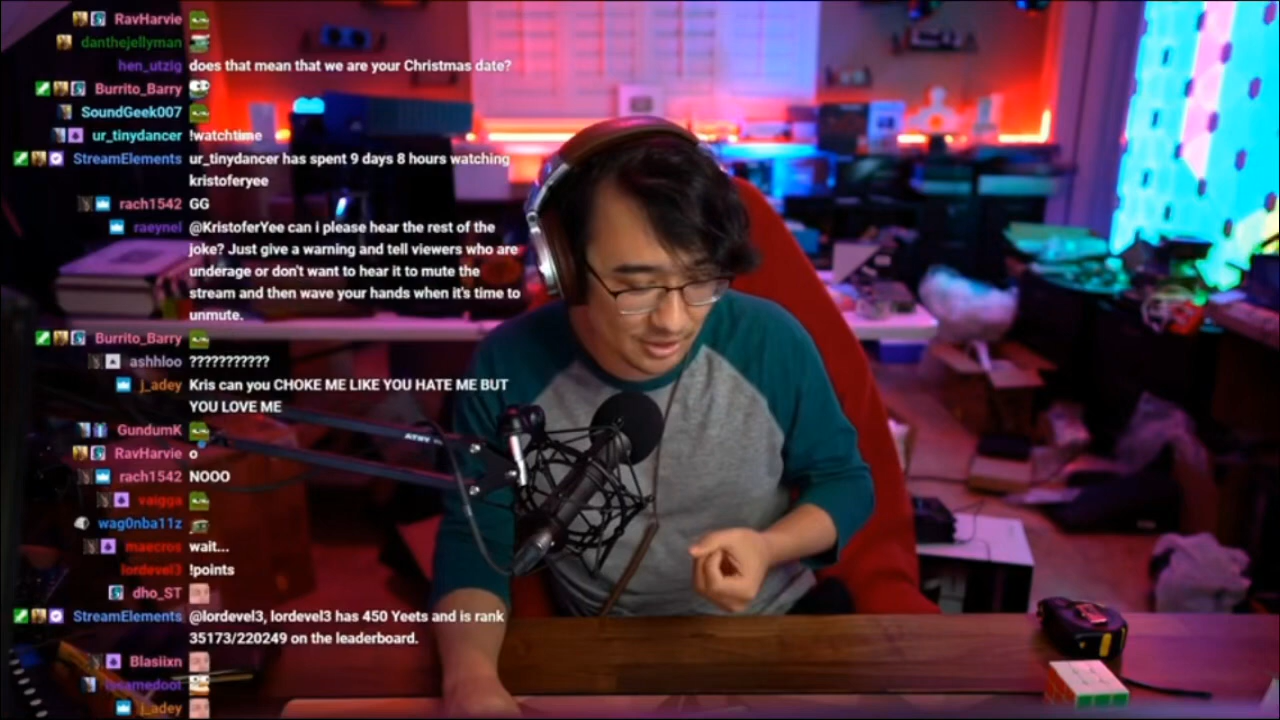 RavHarvie
danthejellyman
hen_utzig does that mean that we are your Christmas date?
Burrito_Barry
SoundGeek007
ur_tinydancer !watchtime
StreamElements ur_tinydancer has spent 9 days 8 hours watching
kristoferyee
rach1542 GG
raeynel @KristoferYee can i please hear the rest of the
joke? Just give a warning and tell viewers who are
underage or don't want to hear it to mute the
stream and then wave your hands when it's time to
unmute.
Burrito_Barry
ashhloo ???????????
j_adey Kris can you CHOKE ME LIKE YOU HATE ME BUT
YOU LOVE ME
GundumK
RavHarvie o
rach1542 NOOO
vaigga
wag0nba11z
maecros wait...
lordevel3 !points
dho_ST
StreamElements @lordevel3, lordevel3 has 450 Yeets and is rank
35173/220249 on the leaderboard.
Blasiixn
j_adey